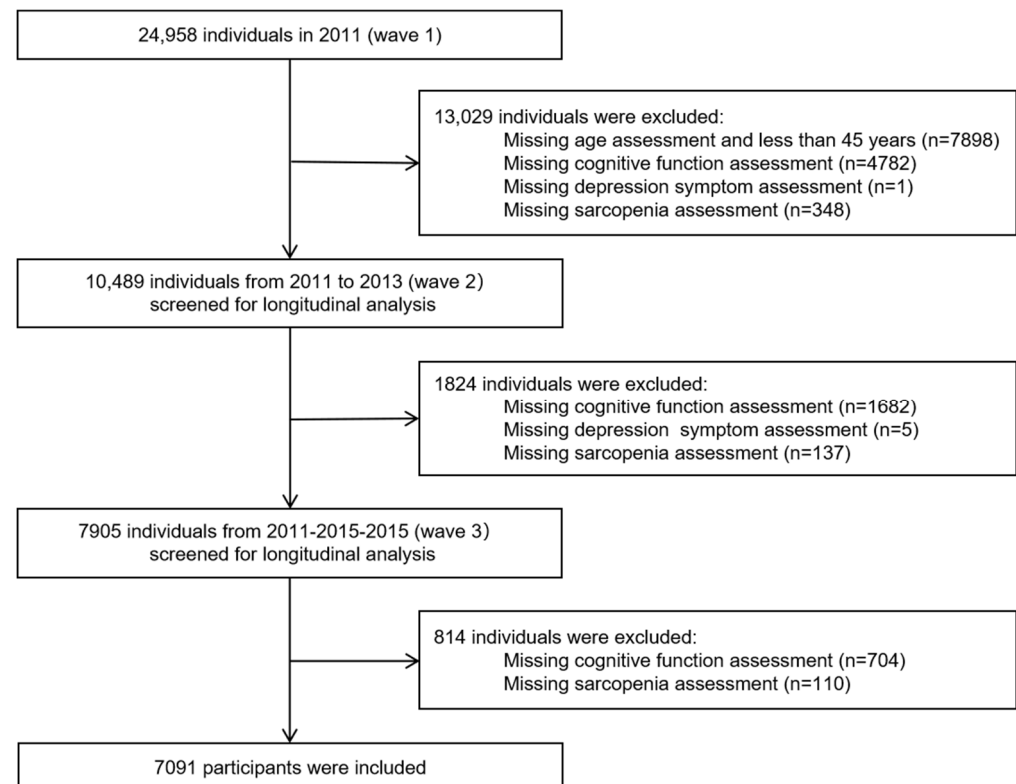 24,958 individuals in 2011 (wave 1)
13,029 individuals were excluded:
Missing age assessment and less than 45 years (n=7898)
Missing cognitive function assessment (n=4782)
Missing depression symptom assessment (n=1)
Missing sarcopenia assessment (n=348)
10,489 individuals from 2011 to 2013 (wave 2)
screened for longitudinal analysis
1824 individuals were excluded:
Missing cognitive function assessment (n=1682)
Missing depression symptom assessment (n=5)
Missing sarcopenia assessment (n=137)
7905 individuals from 2011-2015-2015 (wave 3)
screened for longitudinal analysis
814 individuals were excluded:
Missing cognitive function assessment (n=704)
Missing sarcopenia assessment (n=110)
7091 participants were included